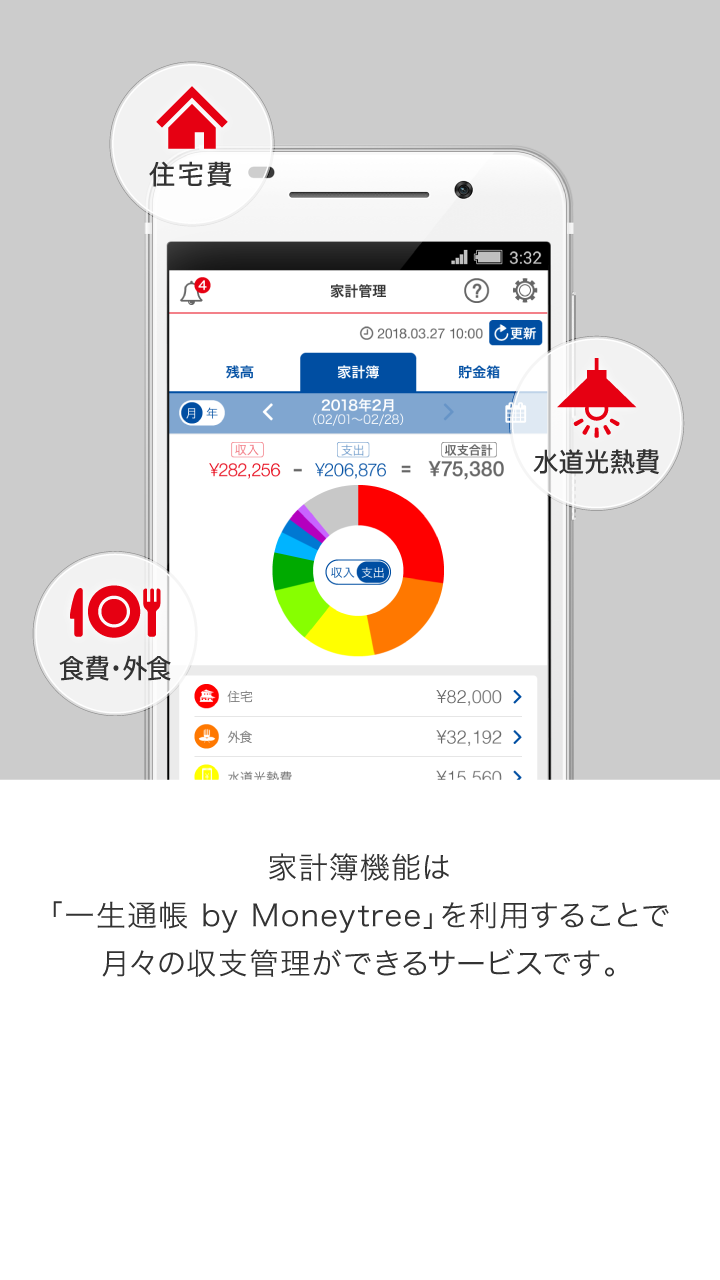 住宅費
3:32
4
家計管理
?
2018.03.27 10:00
更新
残高
家計簿
貯金箱
月 年
2018年2月
(02/01〜02/28)
水道光熱費
収入
支出
収支合計
¥282,256 - ¥206,876 = ¥75,380
収入 支出
食費・外食
住宅 ¥82,000
外食 ¥32,192
水道光熱費 ¥15,560
家計簿機能は
「一生通帳 by Moneytree」を利用することで
月々の収支管理ができるサービスです。